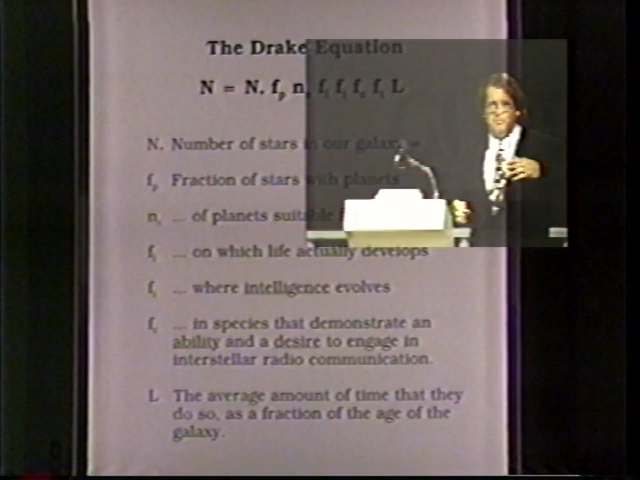 The Drake Equation
N = N* fp ne fl fi fc fL L
N* Number of stars in our galaxy =
fp Fraction of stars with planets
ne ... of planets suitable
fl ... on which life actually develops
fi ... where intelligence evolves
fc ... in species that demonstrate an
ability and a desire to engage in
interstellar radio communication.
L The average amount of time that they
do so, as a fraction of the age of the
galaxy.